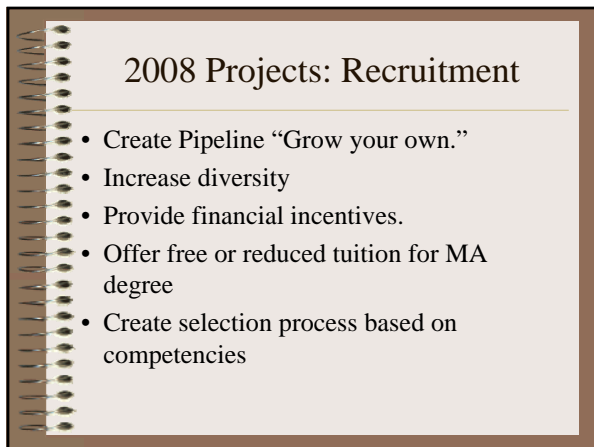 2008 Projects: Recruitment
• Create Pipeline “Grow your own.”
• Increase diversity
• Provide financial incentives.
• Offer free or reduced tuition for MA
degree
• Create selection process based on
competencies